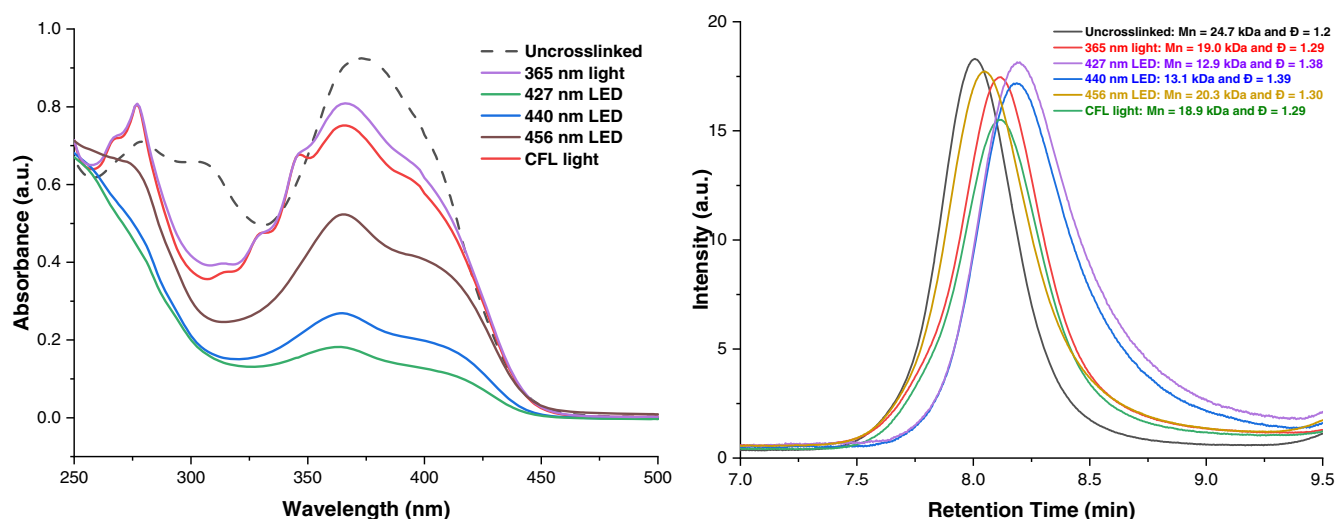 1.0
0.8
0.6
0.4
0.2
0.0
Absorbance (a.u.)
250
300
350
400
450
500
Wavelength (nm)
Uncrosslinked
365 nm light
427 nm LED
440 nm LED
456 nm LED
CFL light
20
15
10
5
0
Intensity (a.u.)
7.0
7.5
8.0
8.5
9.0
9.5
Retention Time (min)
Uncrosslinked: Mn = 24.7 kDa and Đ = 1.2
365 nm light: Mn = 19.0 kDa and Đ = 1.29
427 nm LED: Mn = 12.9 kDa and Đ = 1.38
440 nm LED: 13.1 kDa and Đ = 1.39
456 nm LED: Mn = 20.3 kDa and Đ = 1.30
CFL light: Mn = 18.9 kDa and Đ = 1.29